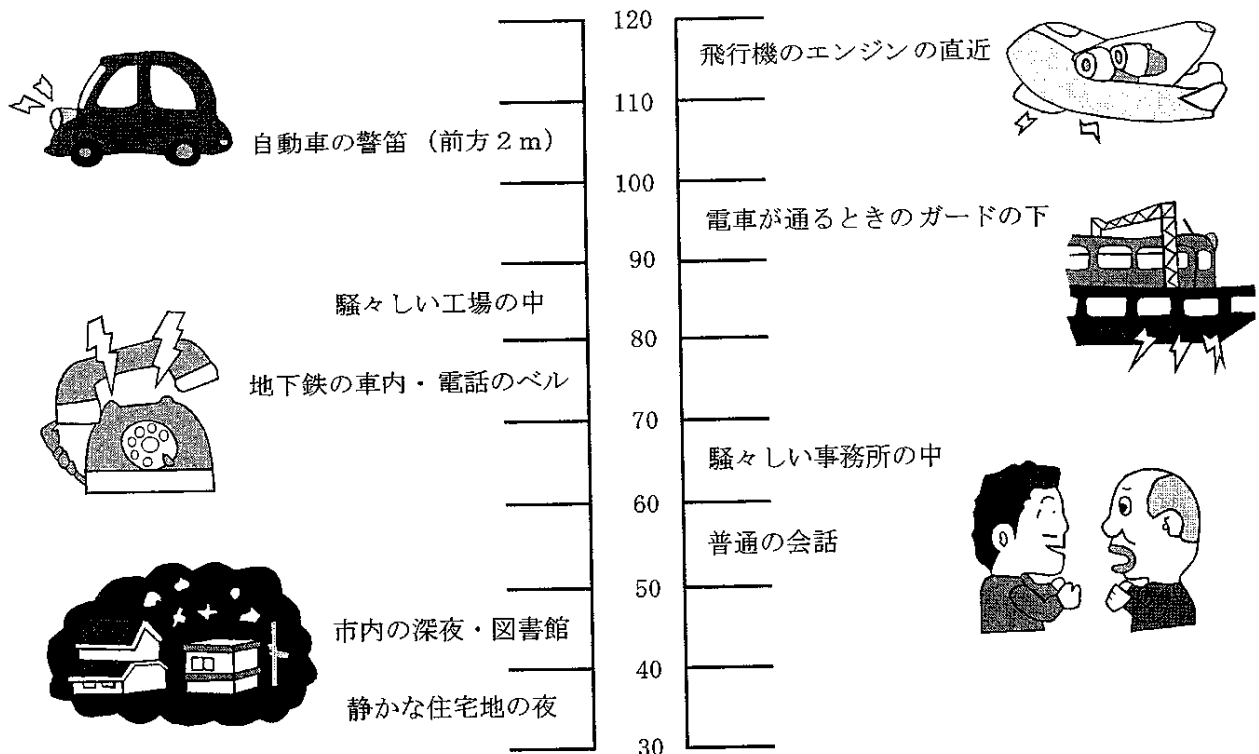 120
飛行機のエンジンの直近
110
自動車の警笛（前方２ｍ）
100
電車が通るときのガードの下
90
騒々しい工場の中
80
地下鉄の車内・電話のベル
70
騒々しい事務所の中
60
普通の会話
50
市内の深夜・図書館
40
静かな住宅地の夜
30